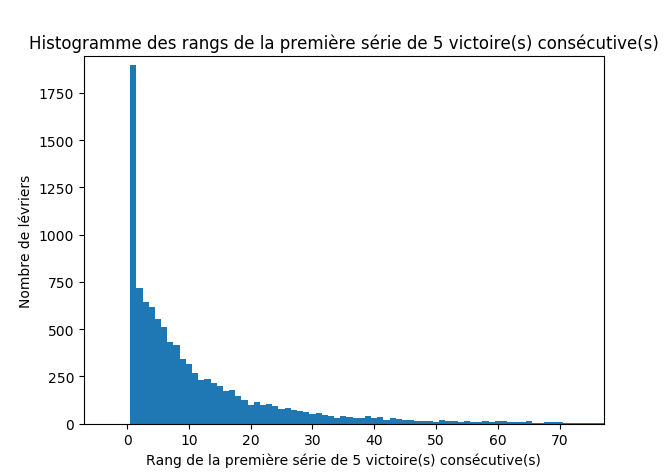 Histogramme des rangs de la première série de 5 victoire(s) consécutive(s)
Nombre de lévriers
1750
1500
1250
1000
750
500
250
0
0 10 20 30 40 50 60 70
Rang de la première série de 5 victoire(s) consécutive(s)